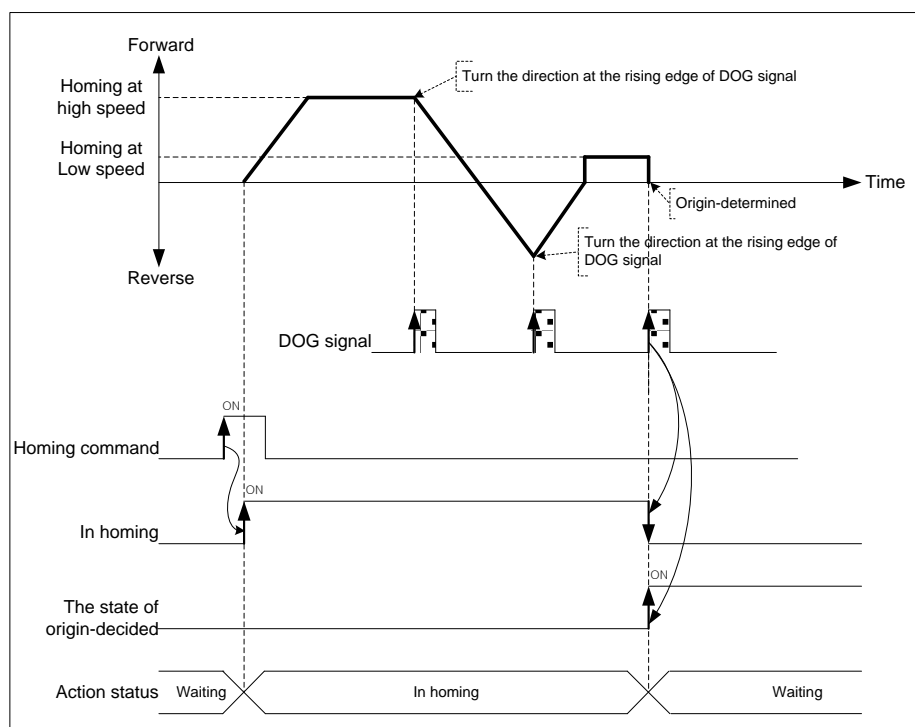 Forward
Homing at
high speed
Turn the direction at the rising edge of DOG signal
Homing at
Low speed
Time
Origin-determined
Turn the direction at the rising edge of
DOG signal
Reverse
DOG signal
ON
Homing command
ON
In homing
ON
The state of
origin-decided
Action status
Waiting
In homing
Waiting